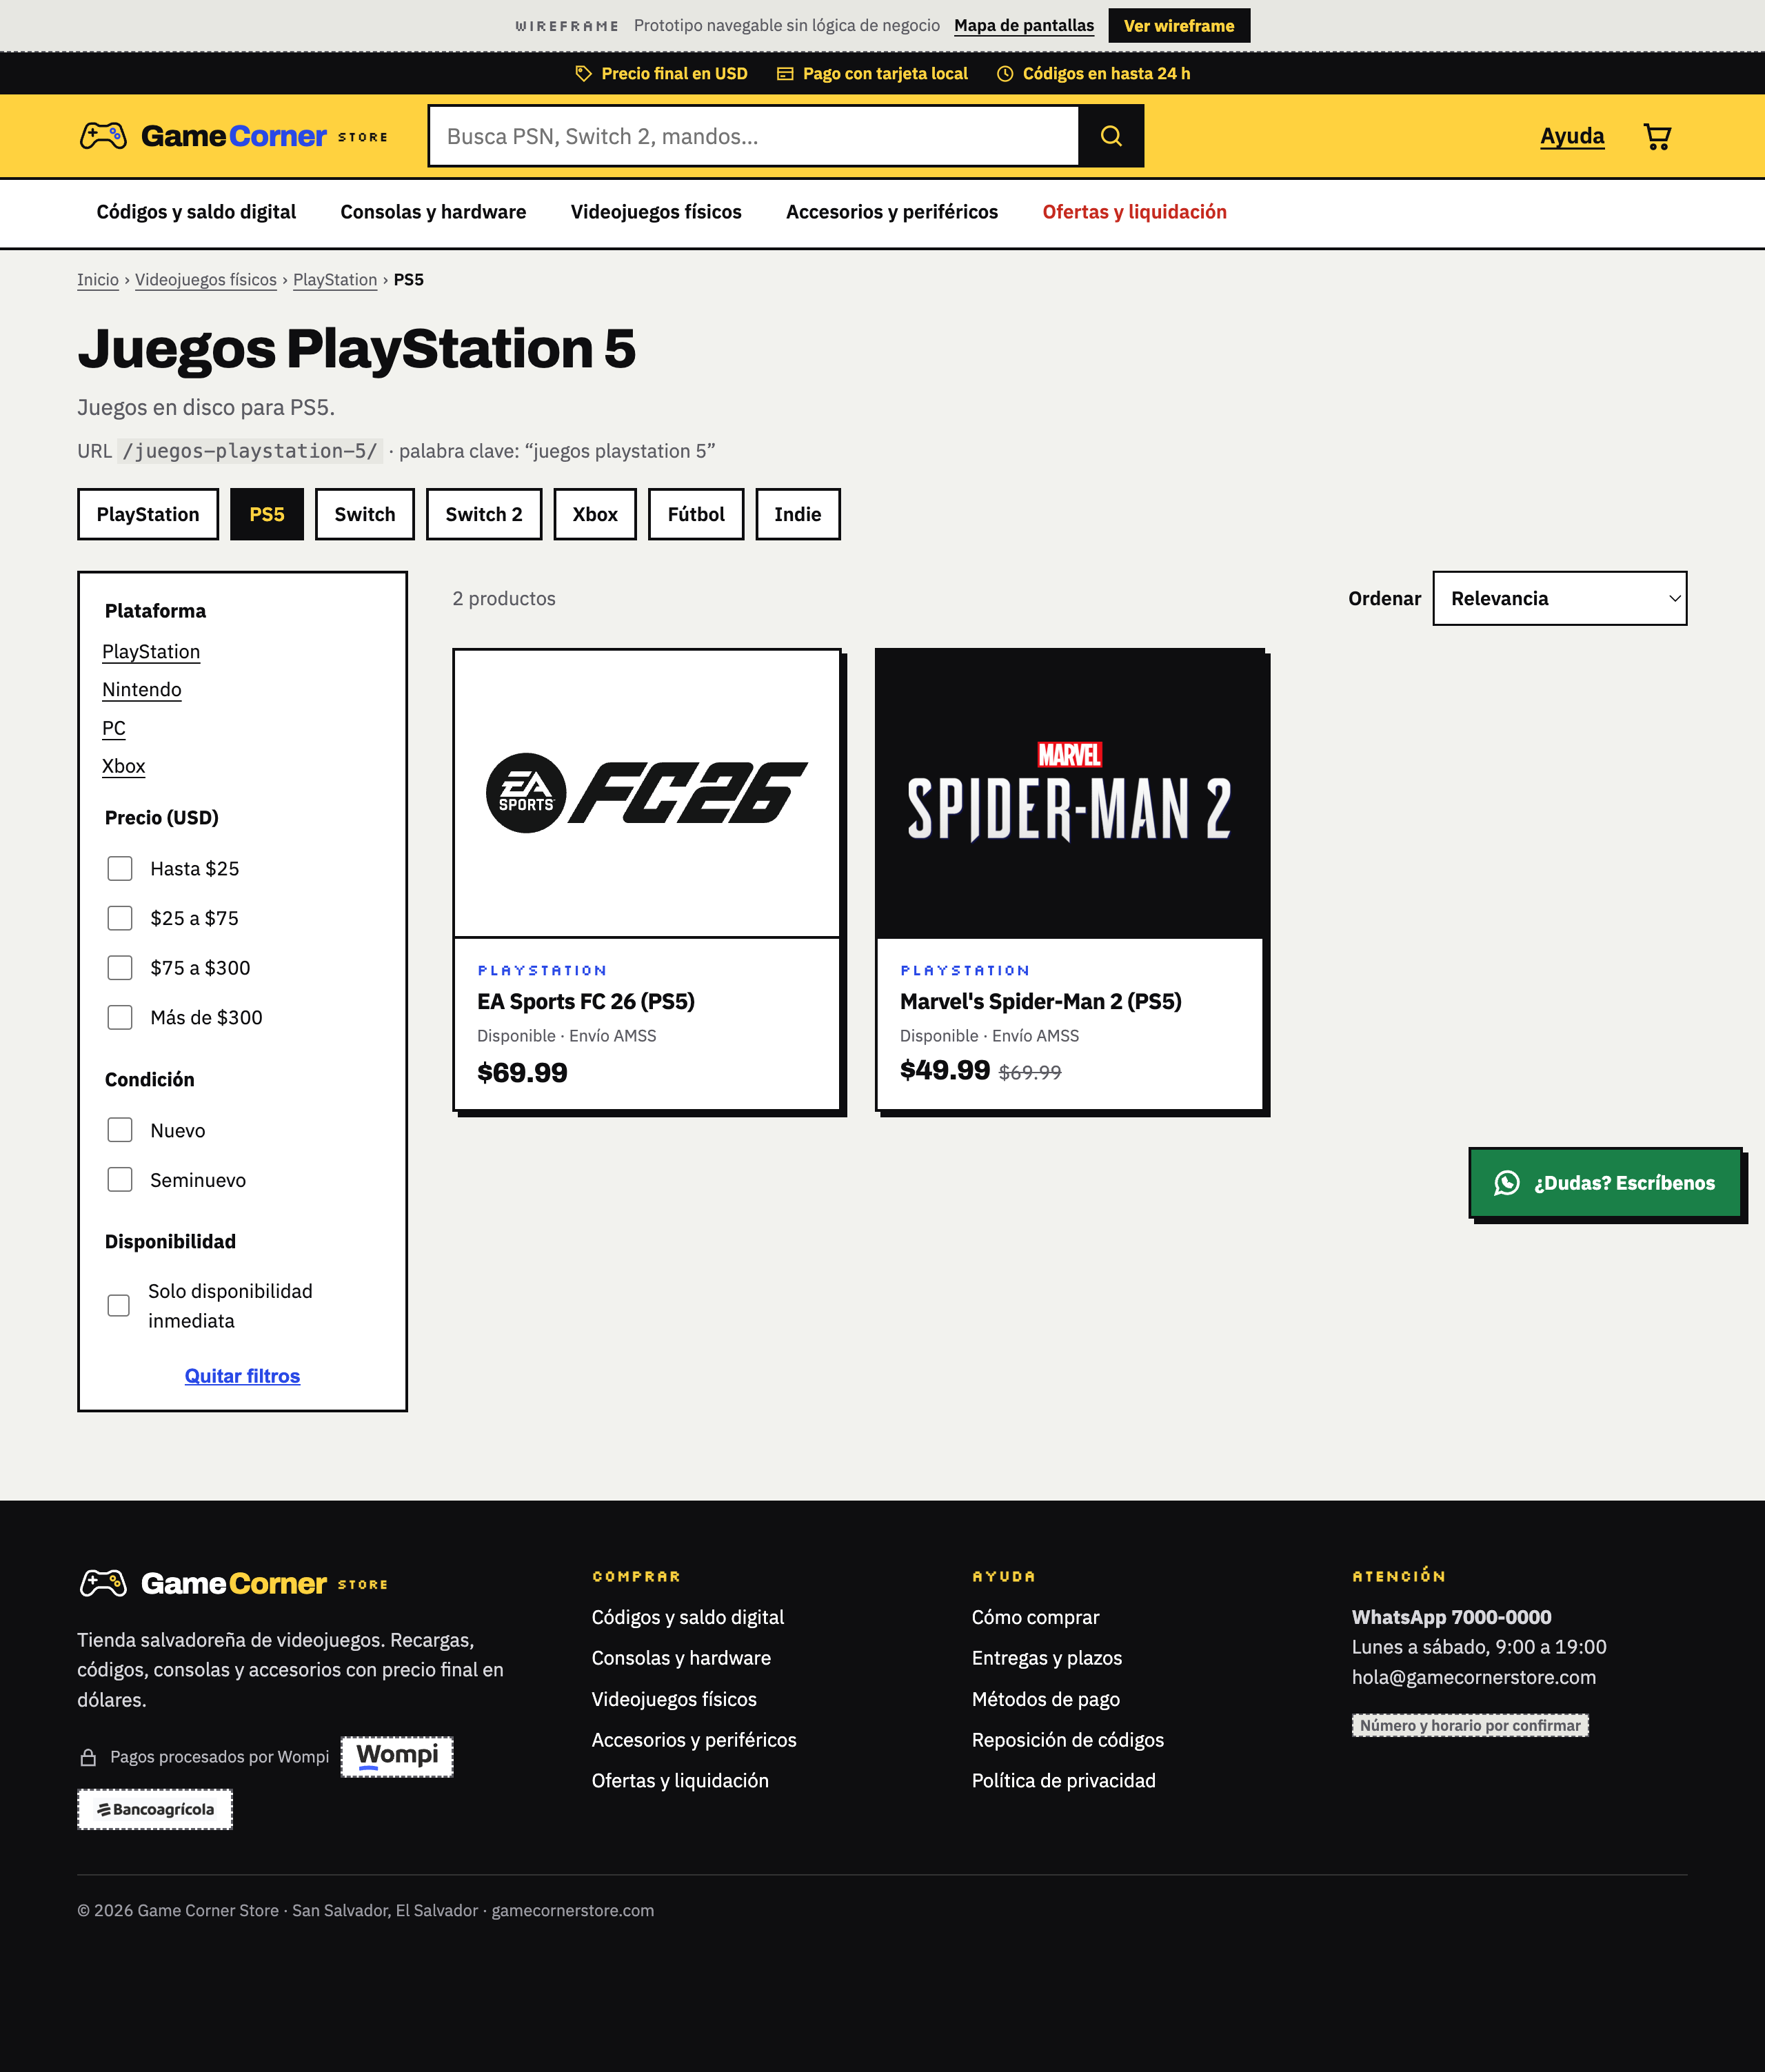 WIREFRAME Prototipo navegable sin lógica de negocio Mapa de pantallas Ver wireframe
Precio final en USD Pago con tarjeta local Códigos en hasta 24 h
GameCorner STORE Busca PSN, Switch 2, mandos... Ayuda
Códigos y saldo digital Consolas y hardware Videojuegos físicos Accesorios y periféricos Ofertas y liquidación
Inicio › Videojuegos físicos › PlayStation › PS5
Juegos PlayStation 5
Juegos en disco para PS5.
URL /juegos-playstation-5/ · palabra clave: “juegos playstation 5”
PlayStation PS5 Switch Switch 2 Xbox Fútbol Indie
Plataforma
PlayStation
Nintendo
PC
Xbox
Precio (USD)
Hasta $25
$25 a $75
$75 a $300
Más de $300
Condición
Nuevo
Seminuevo
Disponibilidad
Solo disponibilidad
inmediata
Quitar filtros
2 productos
Ordenar Relevancia
EA SPORTS FC26
PLAYSTATION
EA Sports FC 26 (PS5)
Disponible · Envío AMSS
$69.99
MARVEL
SPIDER-MAN 2
PLAYSTATION
Marvel's Spider-Man 2 (PS5)
Disponible · Envío AMSS
$49.99 $69.99
¿Dudas? Escríbenos
GameCorner STORE
Tienda salvadoreña de videojuegos. Recargas,
códigos, consolas y accesorios con precio final en
dólares.
Pagos procesados por Wompi Wompi
Bancoagrícola
COMPRAR
Códigos y saldo digital
Consolas y hardware
Videojuegos físicos
Accesorios y periféricos
Ofertas y liquidación
AYUDA
Cómo comprar
Entregas y plazos
Métodos de pago
Reposición de códigos
Política de privacidad
ATENCIÓN
WhatsApp 7000-0000
Lunes a sábado, 9:00 a 19:00
hola@gamecornerstore.com
Número y horario por confirmar
© 2026 Game Corner Store · San Salvador, El Salvador · gamecornerstore.com